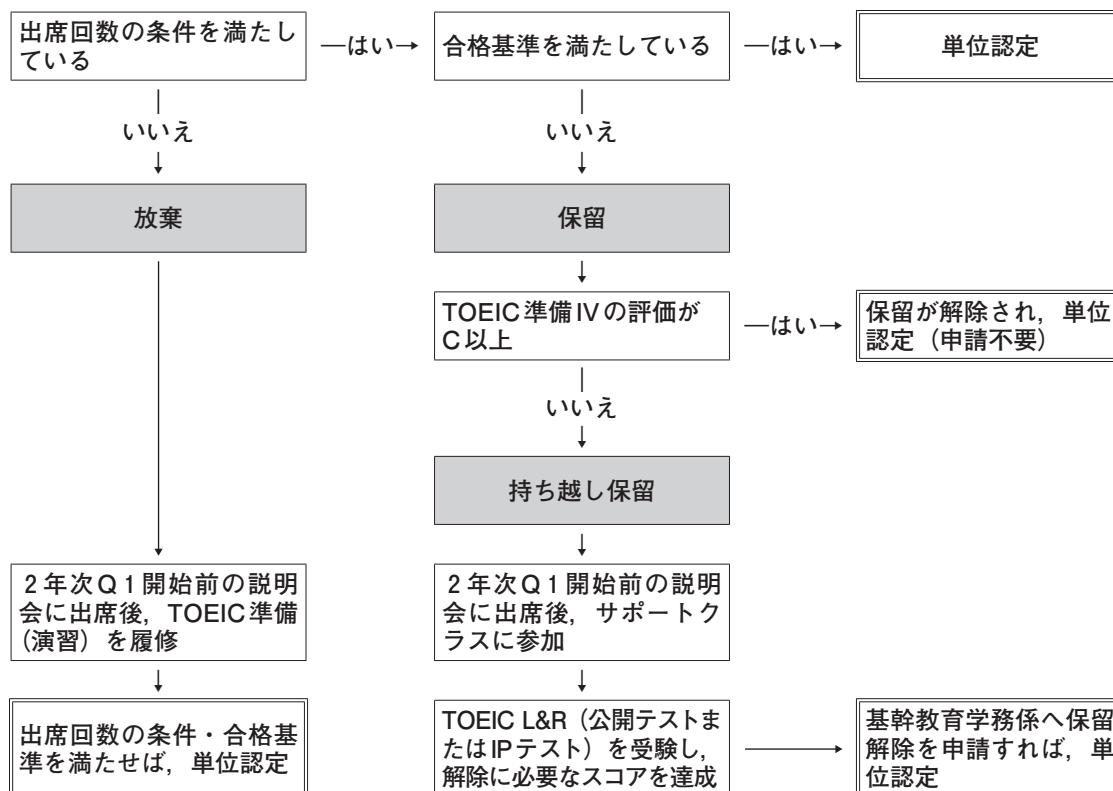 出席回数の条件を満たし
ている
はい
合格基準を満たしている
はい
単位認定
いいえ
いいえ
放棄
保留
TOEIC準備IVの評価が
C以上
はい
保留が解除され，単位
認定（申請不要）
いいえ
持ち越し保留
2年次Q1開始前の説明
会に出席後，TOEIC準備
（演習）を履修
2年次Q1開始前の説明
会に出席後，サポートク
ラスに参加
出席回数の条件・合格基
準を満たせば，単位認定
TOEIC L&R（公開テストま
たはIPテスト）を受験し，
解除に必要なスコアを達成
基幹教育学務係へ保留
解除を申請すれば，単
位認定